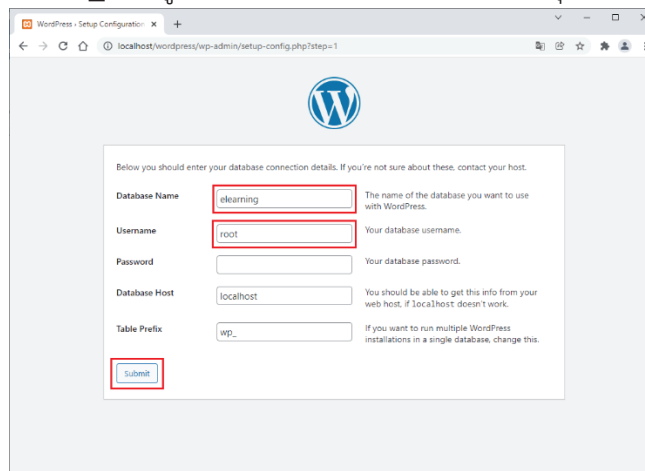 WordPress › Setup Configuration
localhost/wordpress/wp-admin/setup-config.php?step=1
Below you should enter your database connection details. If you're not sure about these, contact your host.
Database Name
elearning
The name of the database you want to use
with WordPress.
Username
root
Your database username.
Password
Your database password.
Database Host
localhost
You should be able to get this info from your
web host, if localhost doesn't work.
Table Prefix
wp_
If you want to run multiple WordPress
installations in a single database, change this.
Submit